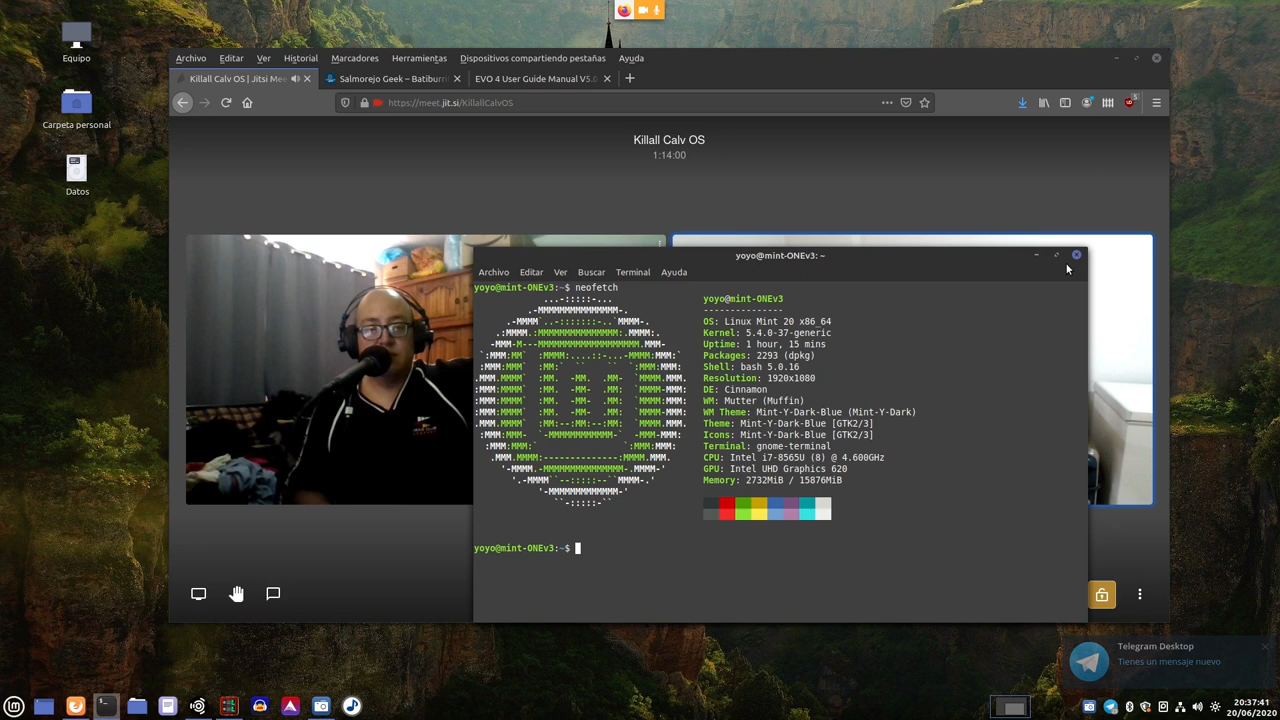 Equipo
Carpeta personal
Datos
Archivo Editar Ver Historial Marcadores Herramientas Dispositivos compartiendo pestañas Ayuda
Killall Calv OS | Jitsi Mee
Salmorejo Geek – Batiburri
EVO 4 User Guide Manual V5.0
https://meet.jit.si/KillallCalvOS
5
Killall Calv OS
1:14:00
yoyo@mint-ONEv3: ~
Archivo Editar Ver Buscar Terminal Ayuda
yoyo@mint-ONEv3:~$ neofetch
yoyo@mint-ONEv3
---------------
OS: Linux Mint 20 x86_64
Kernel: 5.4.0-37-generic
Uptime: 1 hour, 15 mins
Packages: 2293 (dpkg)
Shell: bash 5.0.16
Resolution: 1920x1080
DE: Cinnamon
WM: Mutter (Muffin)
WM Theme: Mint-Y-Dark-Blue (Mint-Y-Dark)
Theme: Mint-Y-Dark-Blue [GTK2/3]
Icons: Mint-Y-Dark-Blue [GTK2/3]
Terminal: gnome-terminal
CPU: Intel i7-8565U (8) @ 4.600GHz
GPU: Intel UHD Graphics 620
Memory: 2732MiB / 15876MiB
yoyo@mint-ONEv3:~$
Telegram Desktop
Tienes un mensaje nuevo
20:37:41
20/06/2020